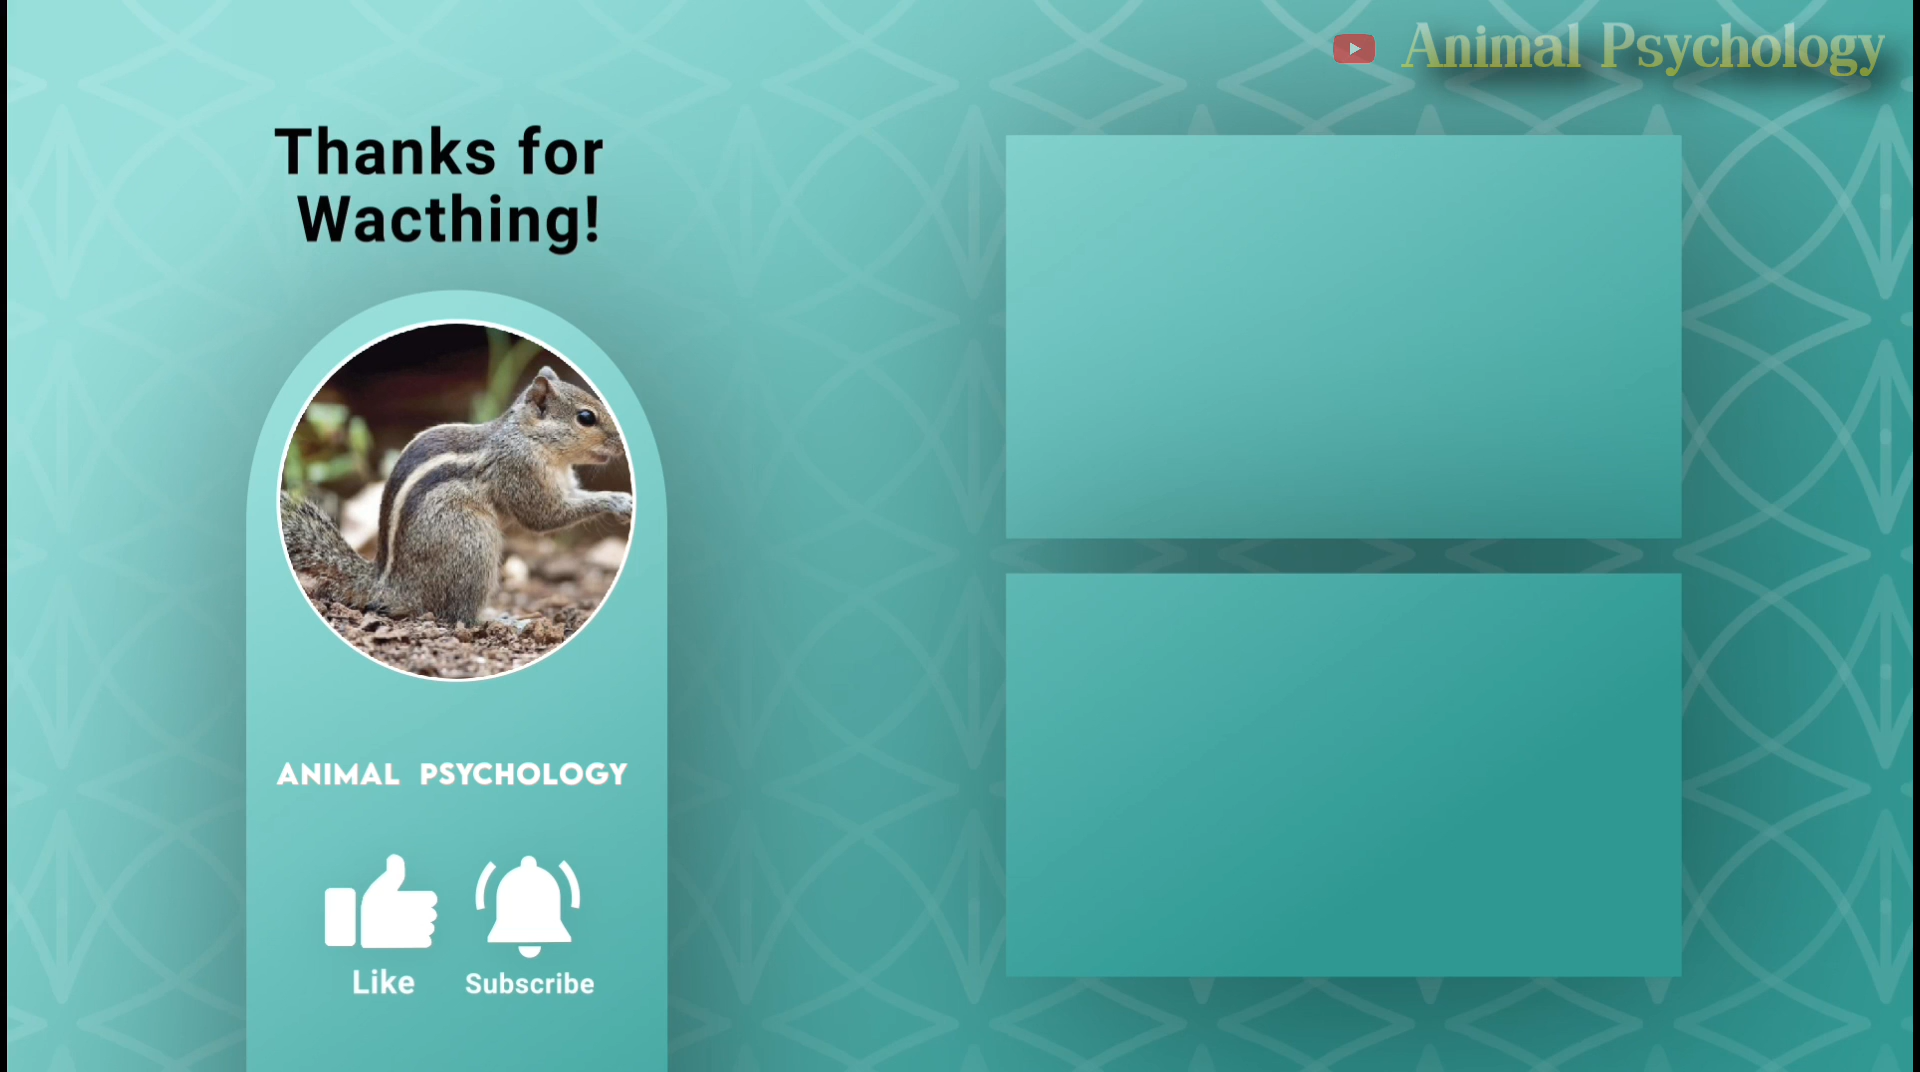 Animal Psychology
Thanks for
Wacthing!
ANIMAL PSYCHOLOGY
Like
Subscribe